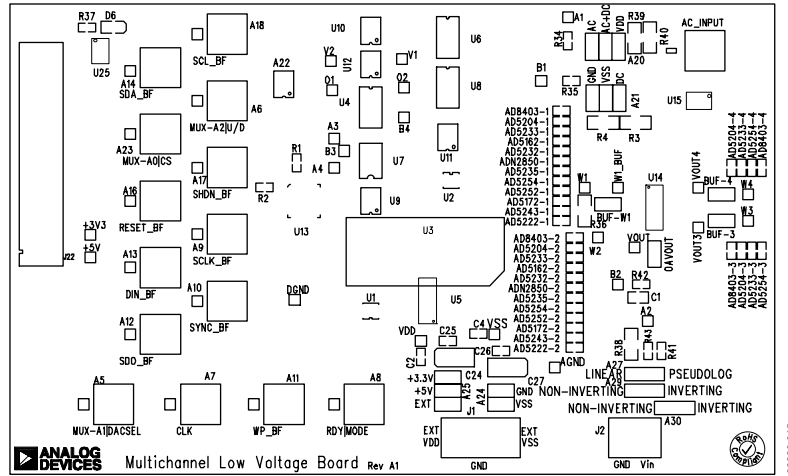 R37
D6
A18
SCL_BF
U25
A14
SDA_BF
A22
A6
MUX-A2|U/D
A23
MUX-A0|CS
A17
SHDN_BF
A16
RESET_BF
+3V3
+5V
J22
A9
SCLK_BF
A13
DIN_BF
A10
SYNC_BF
A12
SDO_BF
A5
MUX-A1|DACSEL
A7
CLK
A11
WP_BF
A8
RDY|MODE
U10
V2
U12
O1
U4
A3
B3
A4
R1
R2
U13
DGND
U7
U9
V1
O2
B4
U6
U8
U11
U2
U3
U5
U1
VDD
C25
C4
VSS
C2
C26
C24
C27
+3.3V
+5V
EXT
A25
A24
GND
VSS
J1
EXT
VDD
EXT
VSS
GND
A1
R34
AC
AC+DC
VDD
R39
R40
A20
AC_INPUT
B1
R35
GND
VSS
DC
A21
U15
R4
R3
AD8403-1
AD5204-1
AD5233-1
AD5162-1
AD5232-1
ADN2850-1
AD5235-1
AD5254-1
AD5252-1
AD5172-1
AD5243-1
AD5222-1
AD8403-2
AD5204-2
AD5233-2
AD5162-2
AD5232-2
ADN2850-2
AD5235-2
AD5254-2
AD5252-2
AD5172-2
AD5243-2
AD5222-2
W1
W1_BUF
U14
BUF-W1
R36
W2
VOUT
OAVOUT
B2
R42
C1
A2
R38
R43
R41
AGND
VOUT4
BUF-4
W4
VOUT3
BUF-3
W3
AD5204-4
AD5233-4
AD5254-4
AD8403-4
AD8403-3
AD5204-3
AD5233-3
AD5254-3
A27
LINEAR PSEUDOLOG
A29
NON-INVERTING INVERTING
NON-INVERTING INVERTING
A30
J2
GND Vin
RoHS
Compliant
ANALOG
DEVICES
Multichannel Low Voltage Board Rev A1